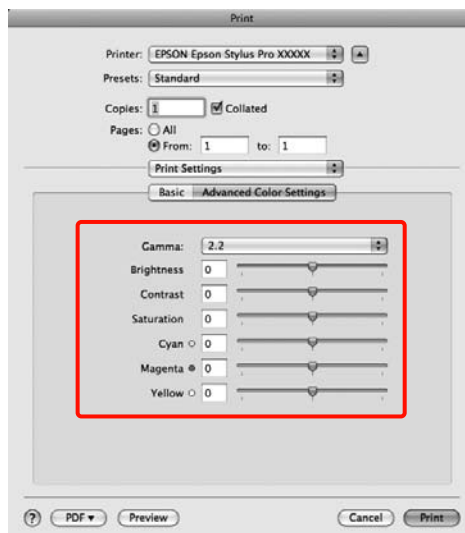 Print
Printer: EPSON Epson Stylus Pro XXXXX
Presets: Standard
Copies: 1 Collated
Pages: All
From: 1 to: 1
Print Settings
Basic Advanced Color Settings
Gamma: 2.2
Brightness 0
Contrast 0
Saturation 0
Cyan 0
Magenta 0
Yellow 0
? PDF Preview Cancel Print